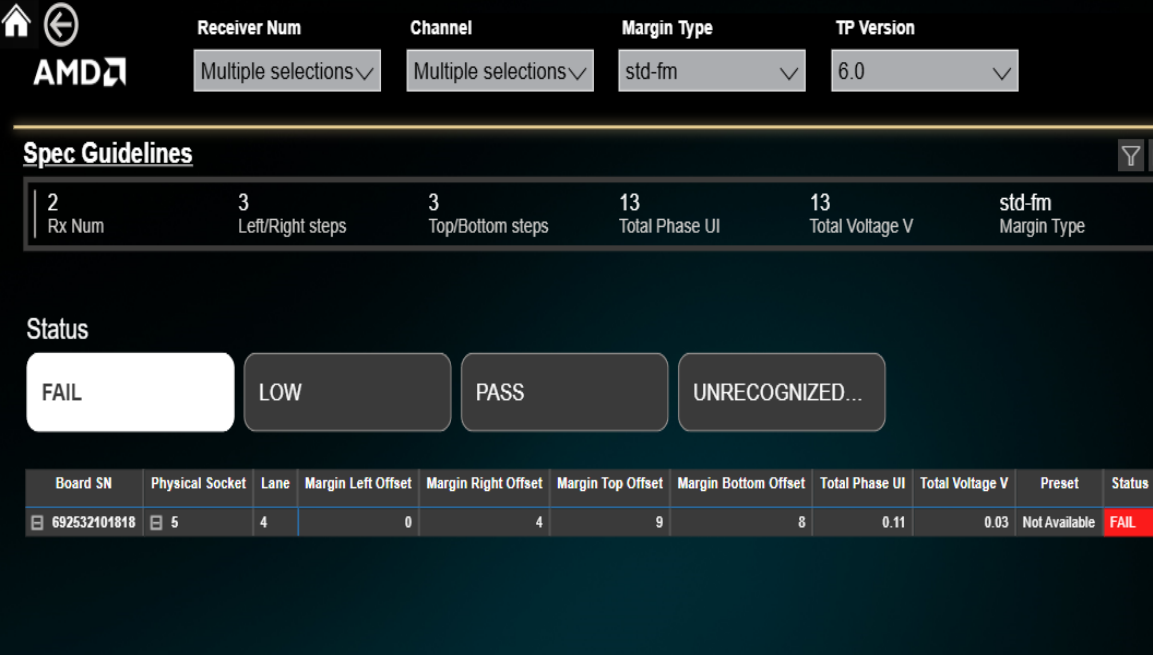 Receiver Num Channel Margin Type TP Version
AMD
Multiple selections Multiple selections std-fm 6.0
Spec Guidelines
2 3 3 13 13 std-fm
Rx Num Left/Right steps Top/Bottom steps Total Phase UI Total Voltage V Margin Type
Status
FAIL LOW PASS UNRECOGNIZED...
Board SN Physical Socket Lane Margin Left Offset Margin Right Offset Margin Top Offset Margin Bottom Offset Total Phase UI Total Voltage V Preset Status
692532101818 5 4 0 4 9 8 0.11 0.03 Not Available FAIL